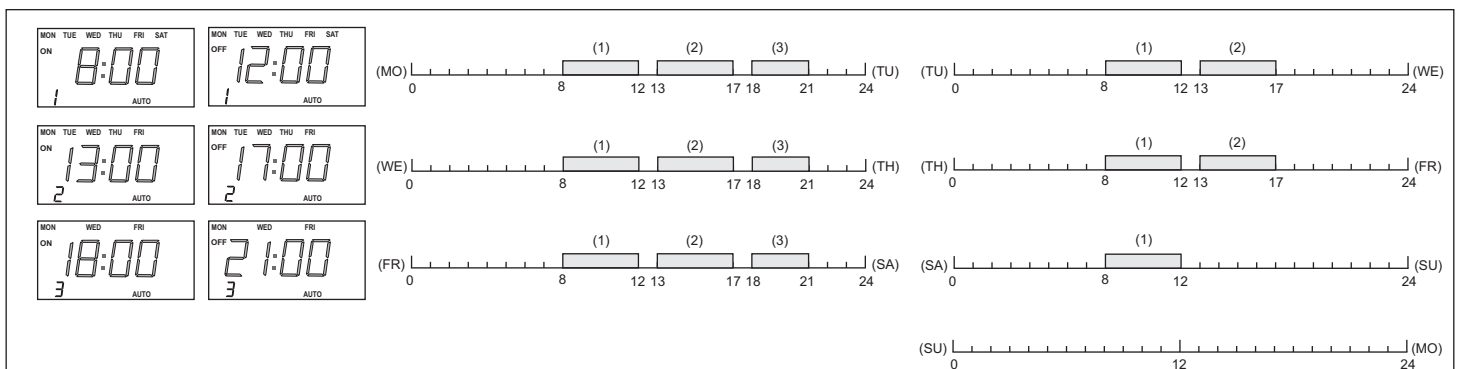 MON TUE WED THU FRI SAT
ON 8:00
1 AUTO
MON TUE WED THU FRI SAT
OFF 12:00
1 AUTO
(1) (2) (3)
(MO) (TU)
0 8 12 13 17 18 21 24
(1) (2)
(TU) (WE)
0 8 12 13 17 24
MON TUE WED THU FRI
ON 13:00
2 AUTO
MON TUE WED THU FRI
OFF 17:00
2 AUTO
(1) (2) (3)
(WE) (TH)
0 8 12 13 17 18 21 24
(1) (2)
(TH) (FR)
0 8 12 13 17 24
MON WED FRI
ON 18:00
3 AUTO
MON WED FRI
OFF 21:00
3 AUTO
(1) (2) (3)
(FR) (SA)
0 8 12 13 17 18 21 24
(1)
(SA) (SU)
0 8 12 24
(SU) (MO)
0 12 24